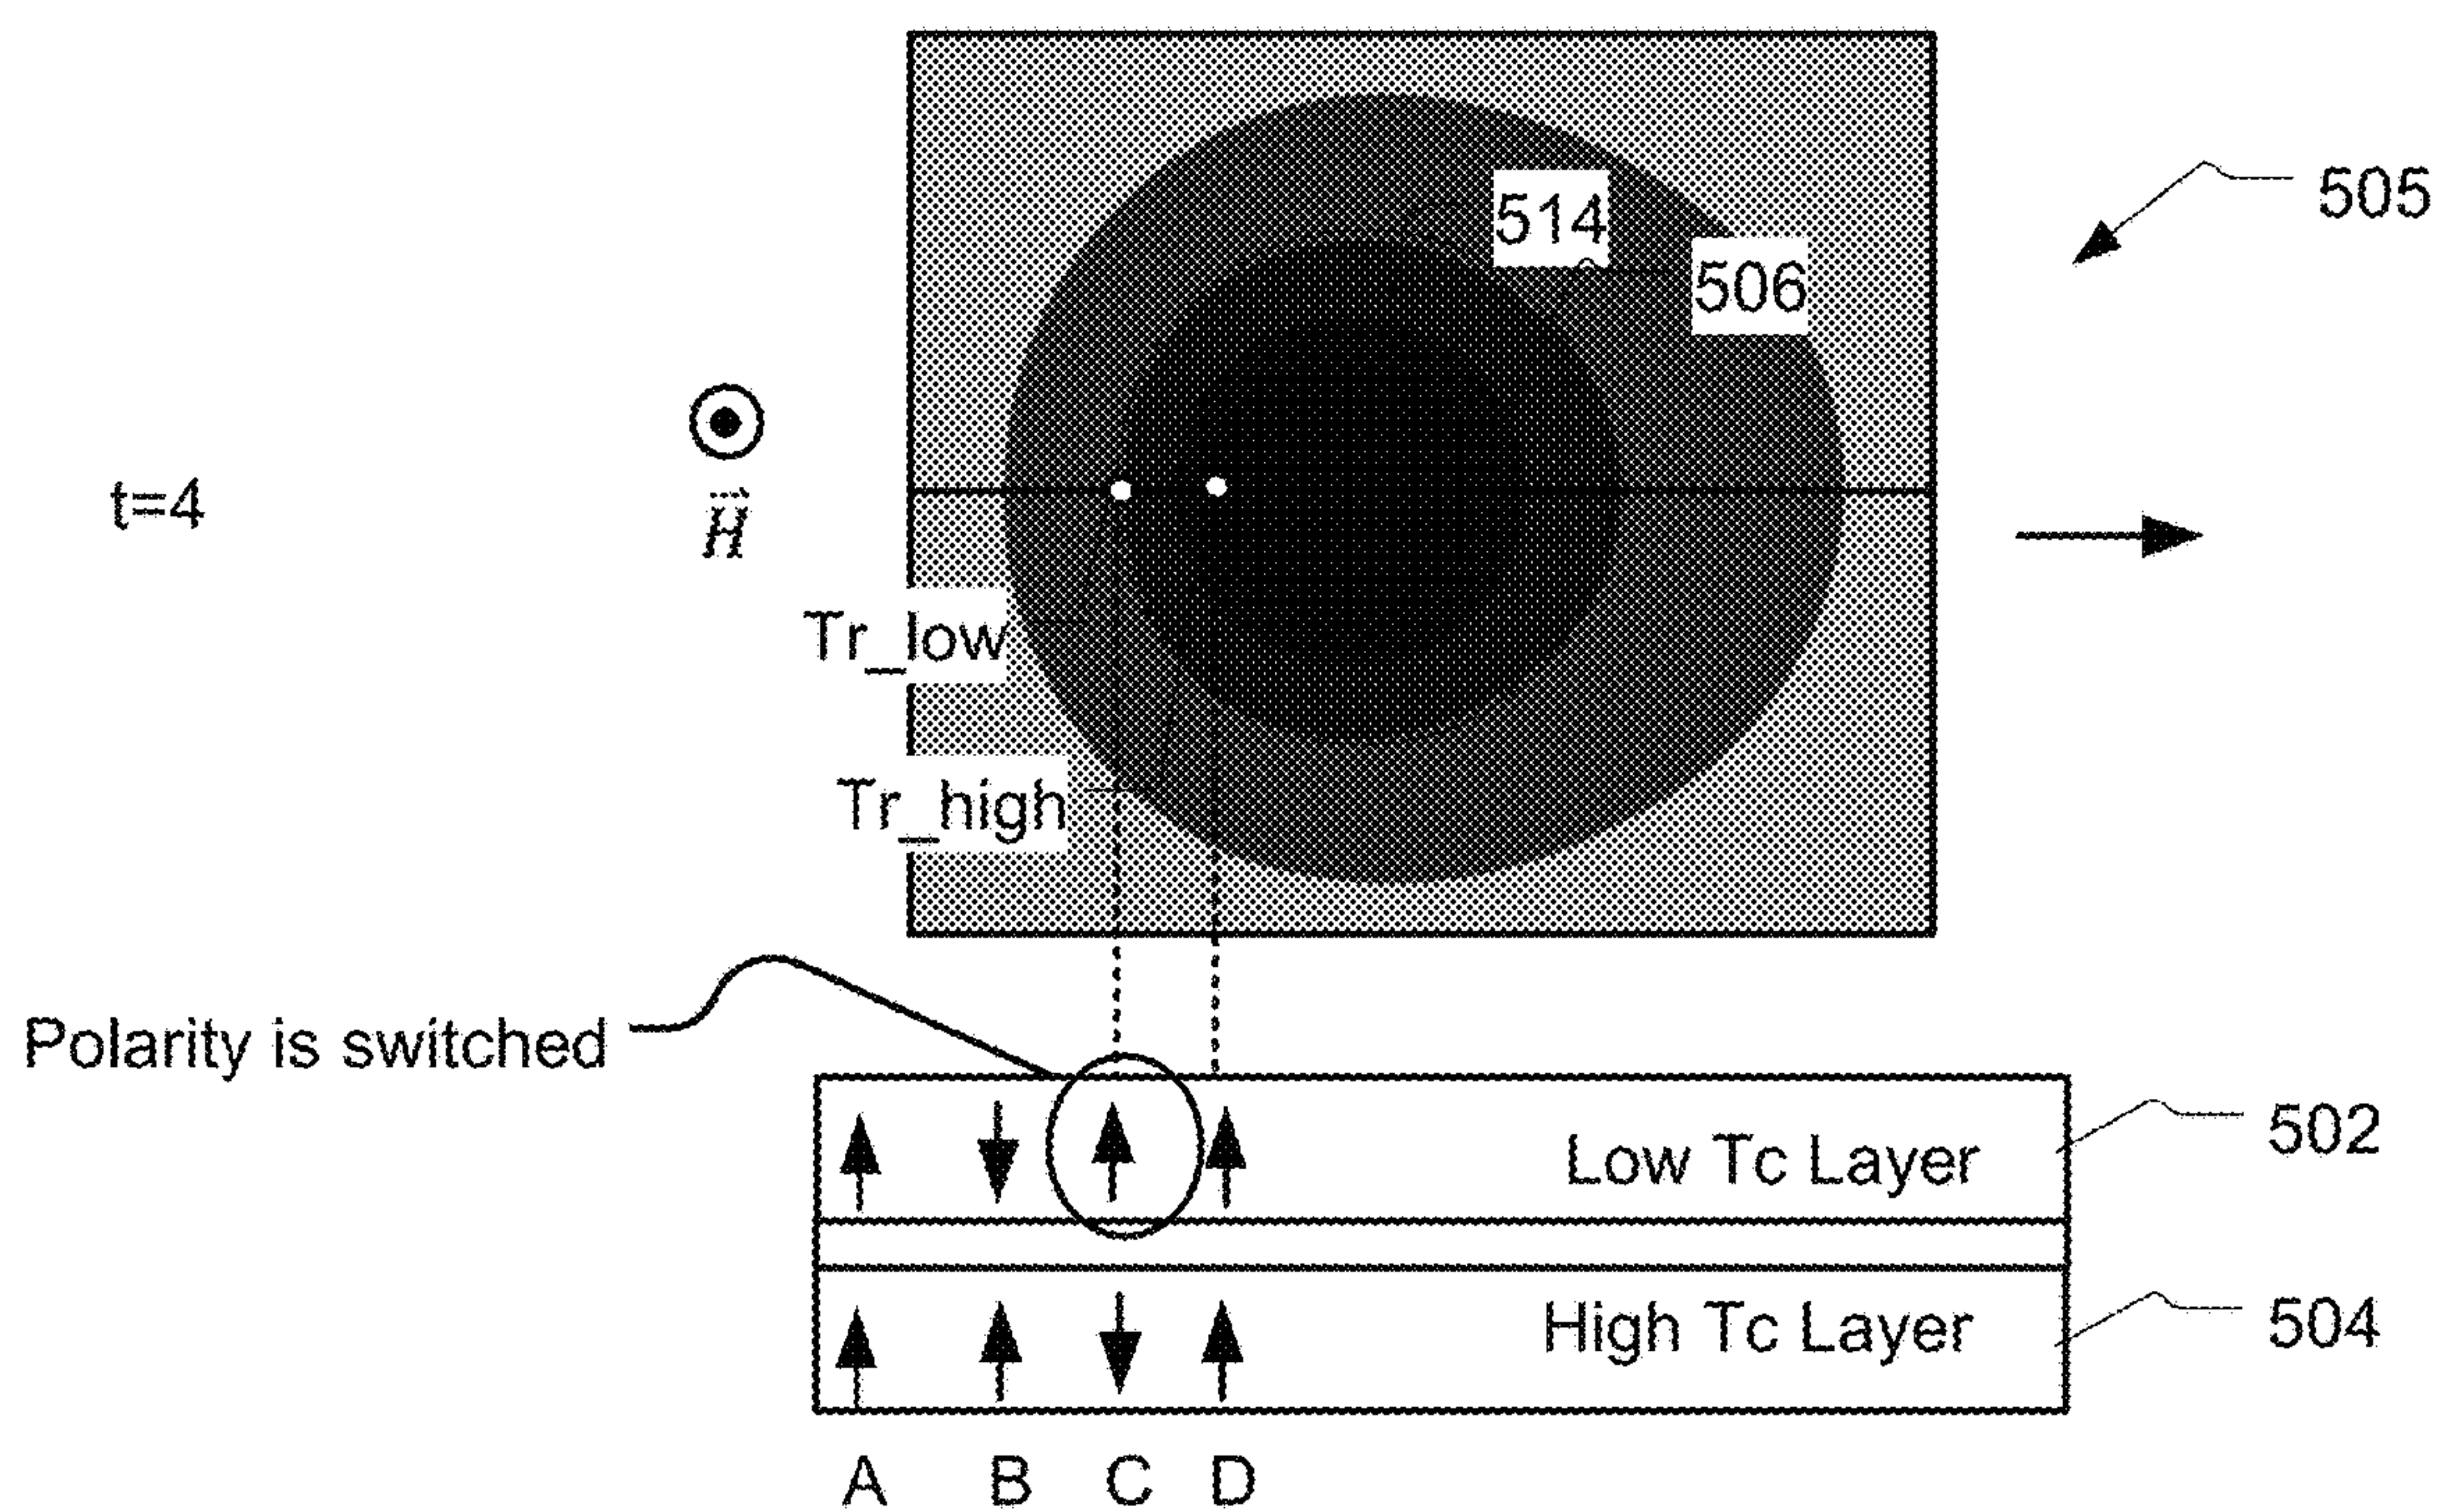 505
514
506
t=4
H
Tr_low
Tr_high
Polarity is switched
Low Tc Layer
502
High Tc Layer
504
A B C D